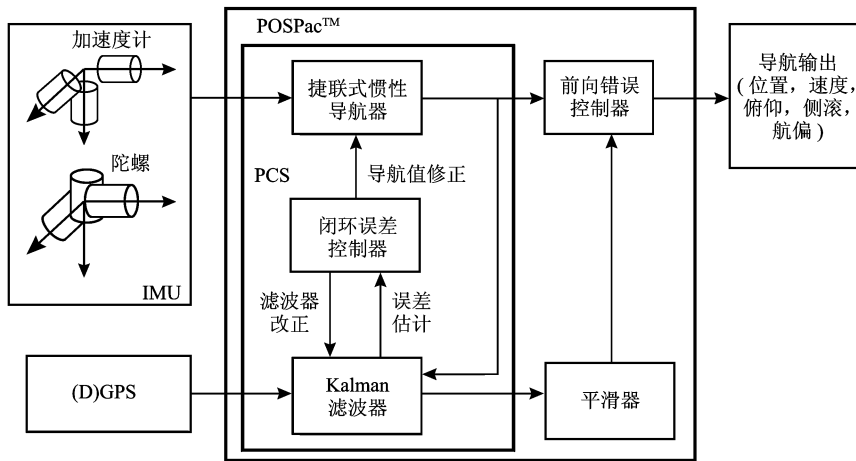 加速度计
陀螺
IMU
(D)GPS
POSPac™
PCS
捷联式惯性
导航器
导航值修正
闭环误差
控制器
滤波器
改正
误差
估计
Kalman
滤波器
前向错误
控制器
平滑器
导航输出
(位置，速度，
俯仰，侧滚，
航偏)